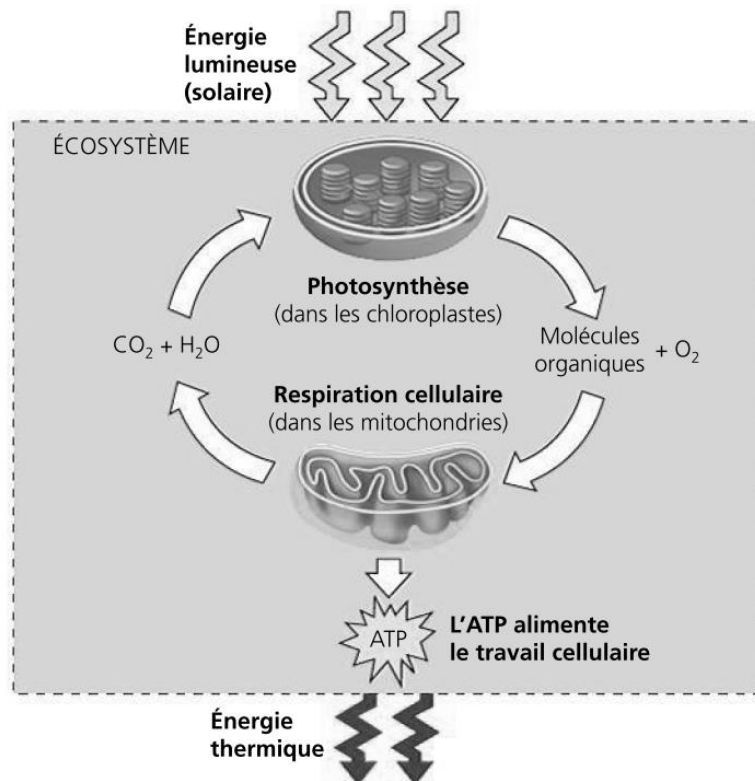 Énergie
lumineuse
(solaire)
ÉCOSYSTÈME
Photosynthèse
(dans les chloroplastes)
CO₂ + H₂O
Molécules
organiques + O₂
Respiration cellulaire
(dans les mitochondries)
ATP
L'ATP alimente
le travail cellulaire
Énergie
thermique